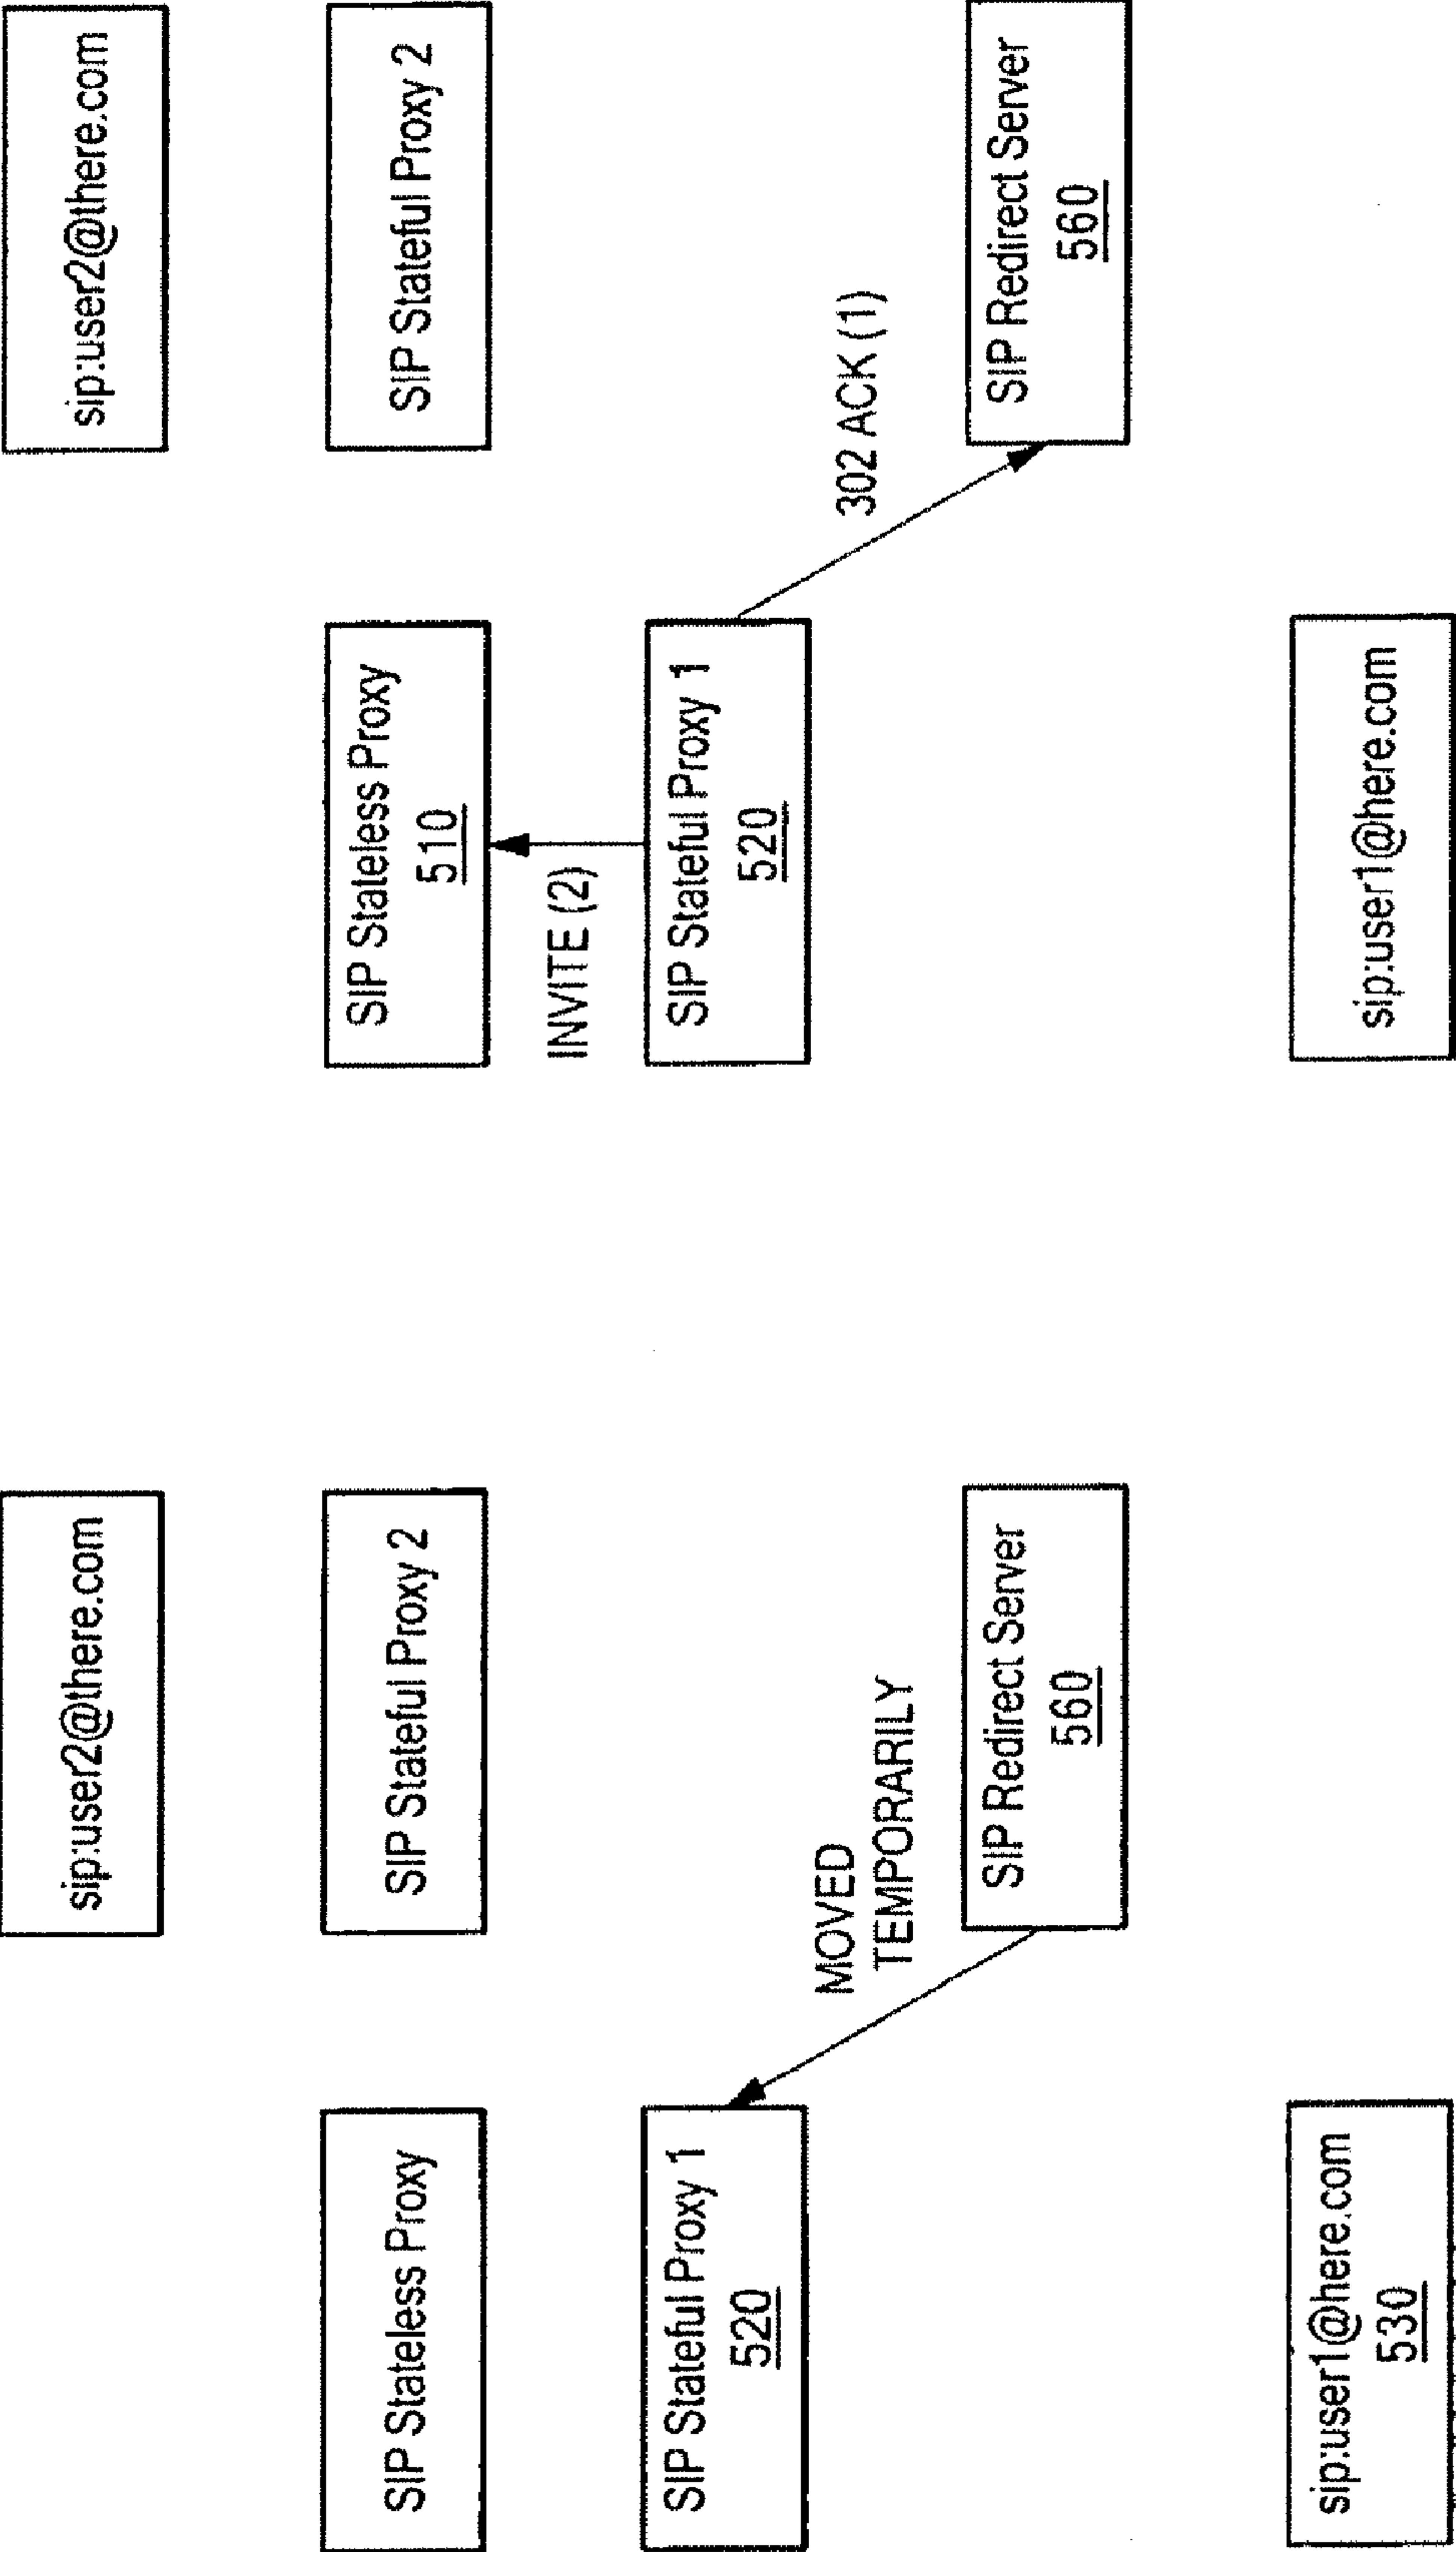 sip:user2@there.com
SIP Stateless Proxy
SIP Stateful Proxy 2
SIP Stateful Proxy 1
520
MOVED
TEMPORARILY
SIP Redirect Server
560
sip:user1@here.com
530
sip:user2@there.com
SIP Stateless Proxy
510
SIP Stateful Proxy 2
INVITE (2)
SIP Stateful Proxy 1
520
302 ACK (1)
SIP Redirect Server
560
sip:user1@here.com